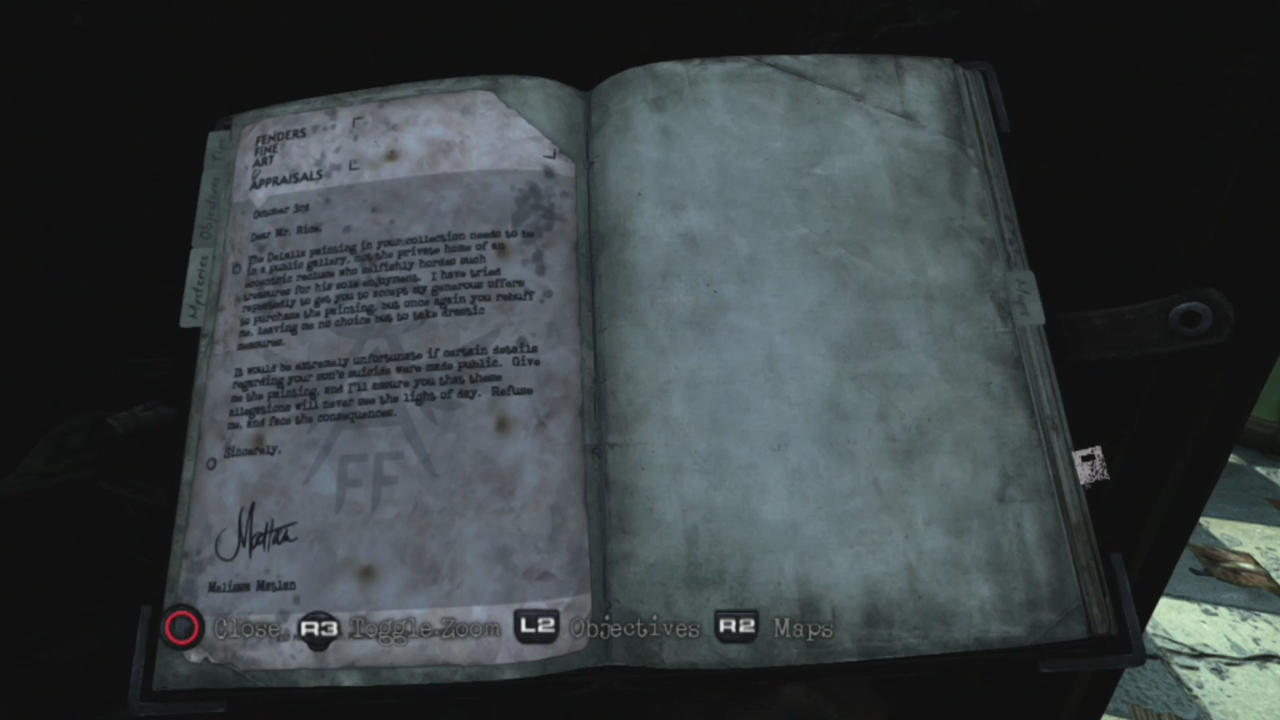 FENDERS
FINE
ART
APPRAISALS
October 3rd
Dear Mr. Rice,
The Details painting in your collection needs to be
in a public gallery, not the private home of an
eccentric recluse who selfishly hordes such
treasures for his sole enjoyment. I have tried
repeatedly to get you to accept my generous offers
to purchase the painting, but once again you rebuff
me, leaving me no choice but to take drastic
measures.
It would be extremely unfortunate if certain details
regarding your son's suicide were made public. Give
me the painting, and I'll assure you that these
allegations will never see the light of day. Refuse
me, and face the consequences.
Sincerely,
FF
Objectives
Mysteries
Close
R3 Toggle Zoom
L2 Objectives
R2 Maps